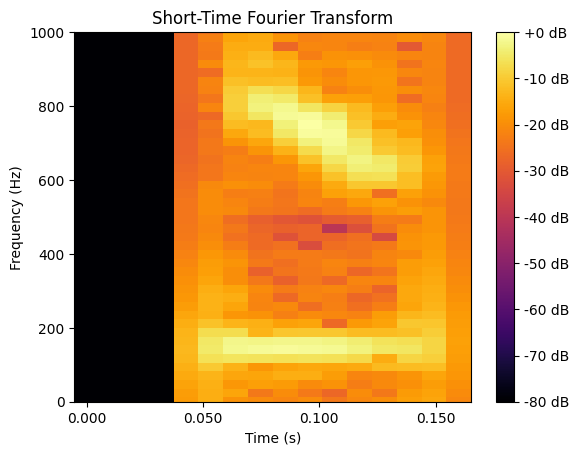 Short-Time Fourier Transform
1000
800
600
400
200
0
Frequency (Hz)
0.000
0.050
0.100
0.150
Time (s)
+0 dB
-10 dB
-20 dB
-30 dB
-40 dB
-50 dB
-60 dB
-70 dB
-80 dB